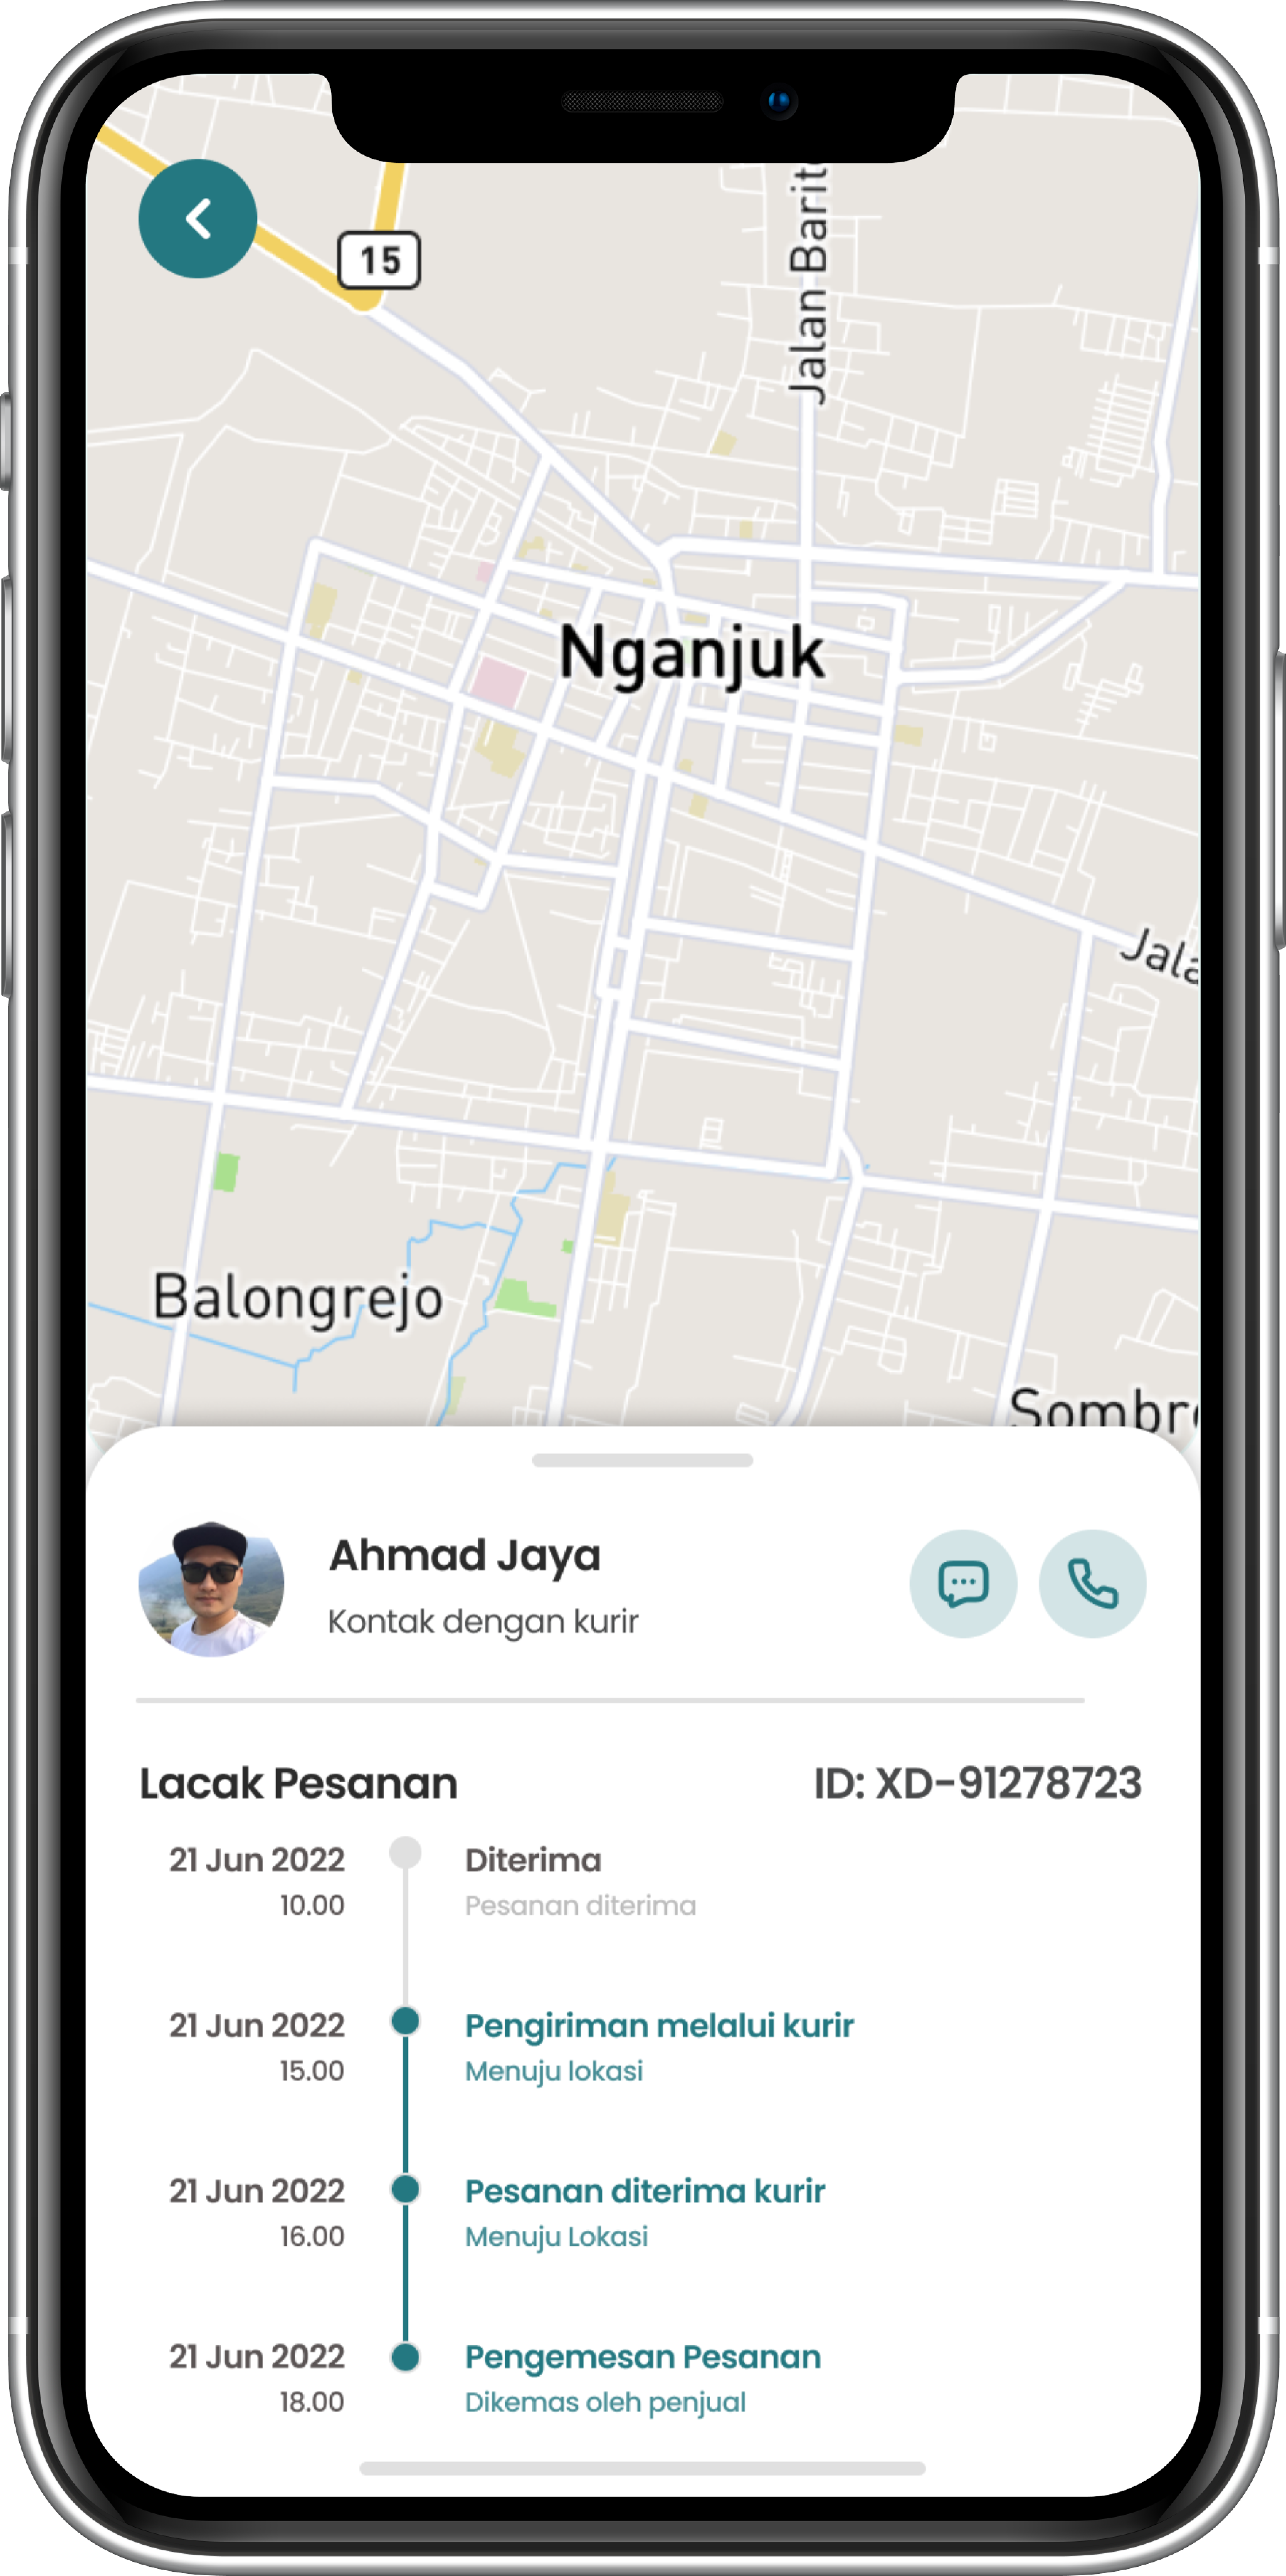 15
Jalan Barit
Nganjuk
Jala
Balongrejo
Sombr
Ahmad Jaya
Kontak dengan kurir
Lacak Pesanan
ID: XD-91278723
21 Jun 2022
Diterima
10.00
Pesanan diterima
21 Jun 2022
Pengiriman melalui kurir
15.00
Menuju lokasi
21 Jun 2022
Pesanan diterima kurir
16.00
Menuju Lokasi
21 Jun 2022
Pengemesan Pesanan
18.00
Dikemas oleh penjual